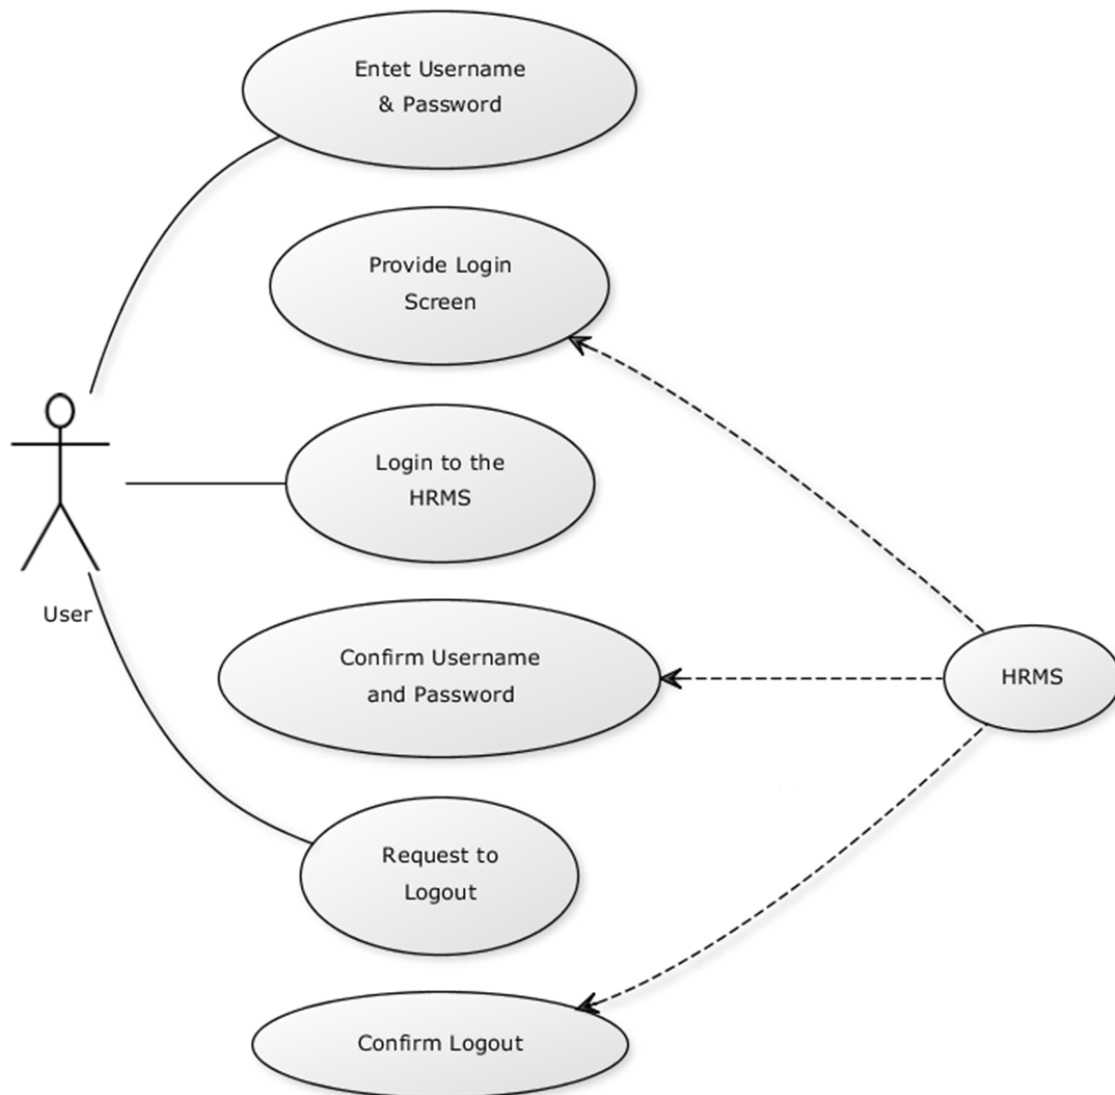 Entet Username
& Password
Provide Login
Screen
Login to the
HRMS
User
Confirm Username
and Password
HRMS
Request to
Logout
Confirm Logout